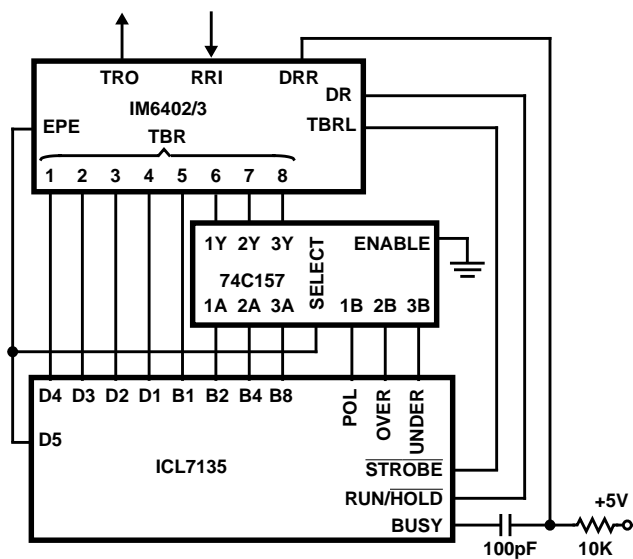 TRO RRI DRR
DR
IM6402/3
TBRL
EPE
TBR
1 2 3 4 5 6 7 8
1Y 2Y 3Y SELECT ENABLE
74C157
1A 2A 3A 1B 2B 3B
D4 D3 D2 D1 B1 B2 B4 B8 POL OVER UNDER
D5
ICL7135
STROBE
RUN/HOLD
BUSY
+5V
100pF 10K